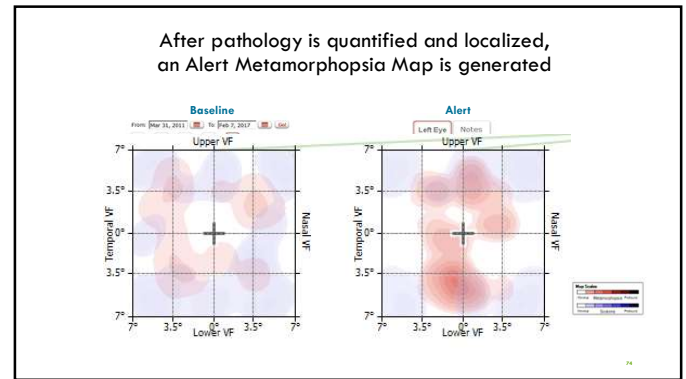 After pathology is quantified and localized,
an Alert Metamorphopsia Map is generated
Baseline
From: Mar 31, 2011 To: Feb 7, 2017 Go!
Upper VF
7°
3.5°
0°
3.5°
7°
Temporal VF
Nasal VF
7° 3.5° 0° 3.5° 7°
Lower VF
Alert
Left Eye Notes
Upper VF
7°
3.5°
0°
3.5°
7°
Temporal VF
Nasal VF
7° 3.5° 0° 3.5° 7°
Lower VF
Map Scales
Metamorphopsia
Scotoma
74